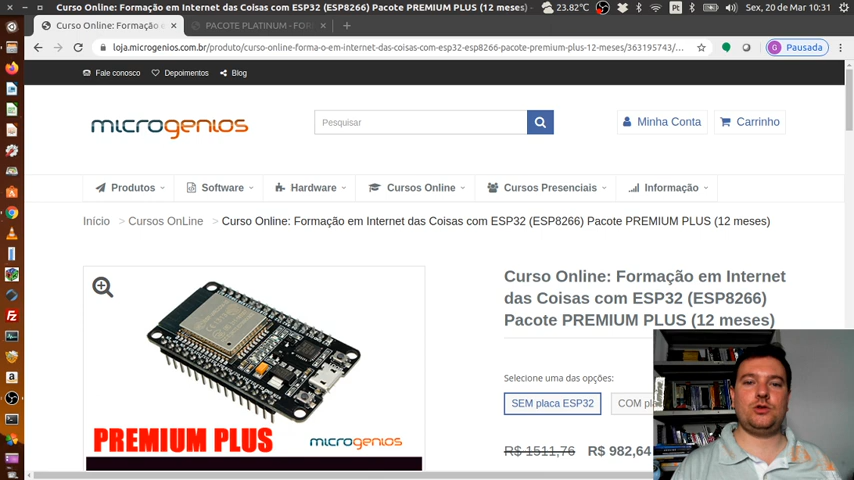 Curso Online: Formação em Internet das Coisas com ESP32 (ESP8266) Pacote PREMIUM PLUS (12 meses)
23.82°C
Pt
Sex, 20 de Mar 10:31
Curso Online: Formação e
PACOTE PLATINUM - FOR
loja.microgenios.com.br/produto/curso-online-forma-o-em-internet-das-coisas-com-esp32-esp8266-pacote-premium-plus-12-meses/363195743/...
G Pausada
Fale conosco
Depoimentos
Blog
microgenios
Pesquisar
Minha Conta
Carrinho
Produtos
Software
Hardware
Cursos Online
Cursos Presenciais
Informação
Início > Cursos OnLine > Curso Online: Formação em Internet das Coisas com ESP32 (ESP8266) Pacote PREMIUM PLUS (12 meses)
Curso Online: Formação em Internet
das Coisas com ESP32 (ESP8266)
Pacote PREMIUM PLUS (12 meses)
Selecione uma das opções:
SEM placa ESP32
COM
PREMIUM PLUS
microgenios
R$ 1511,76 R$ 982,64